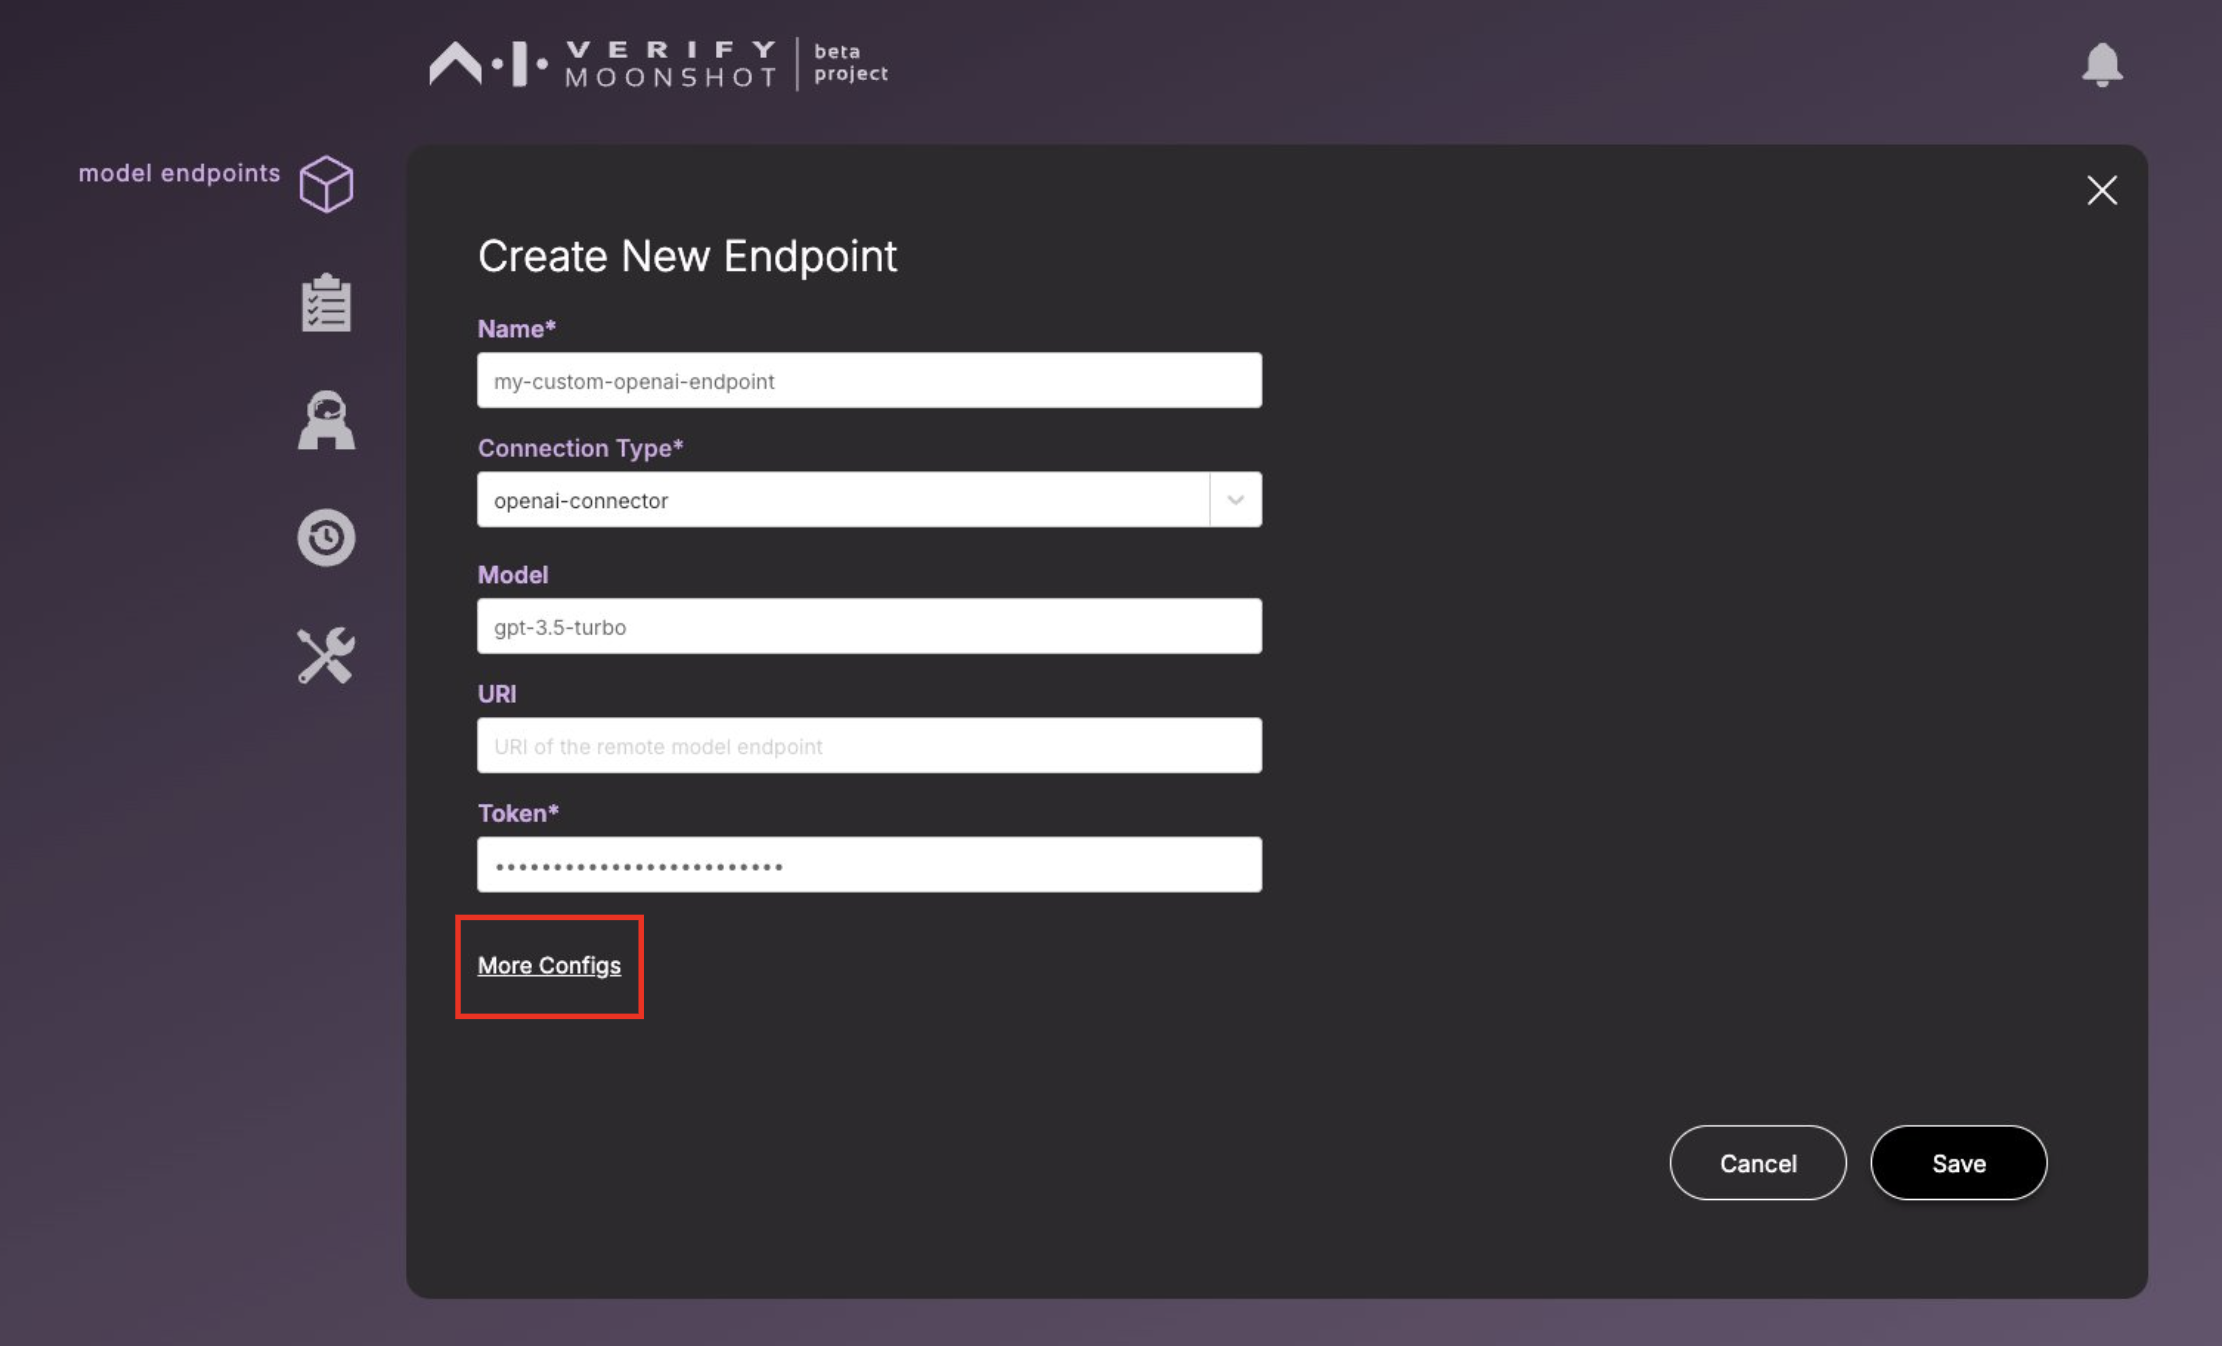 VERIFY
MOONSHOT
beta
project
model endpoints
Create New Endpoint
Name*
my-custom-openai-endpoint
Connection Type*
openai-connector
Model
gpt-3.5-turbo
URI
URI of the remote model endpoint
Token*
•••••••••••••••••••••••••
More Configs
Cancel
Save